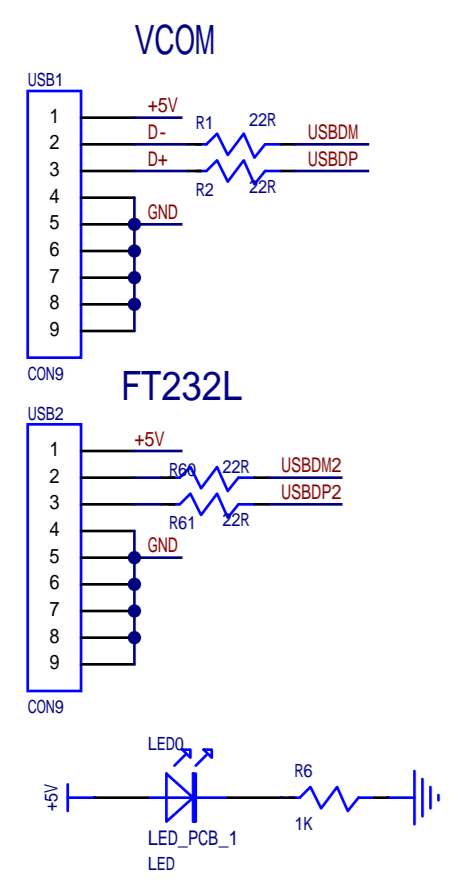 VCOM
USB1
1 +5V
2 D- R1 22R USBDM
3 D+ R2 22R USBDP
4
5 GND
6
7
8
9
CON9
FT232L
USB2
1 +5V
2 R60 22R USBDM2
3 R61 22R USBDP2
4
5 GND
6
7
8
9
CON9
LED0
+5V
R6
1K
LED_PCB_1
LED